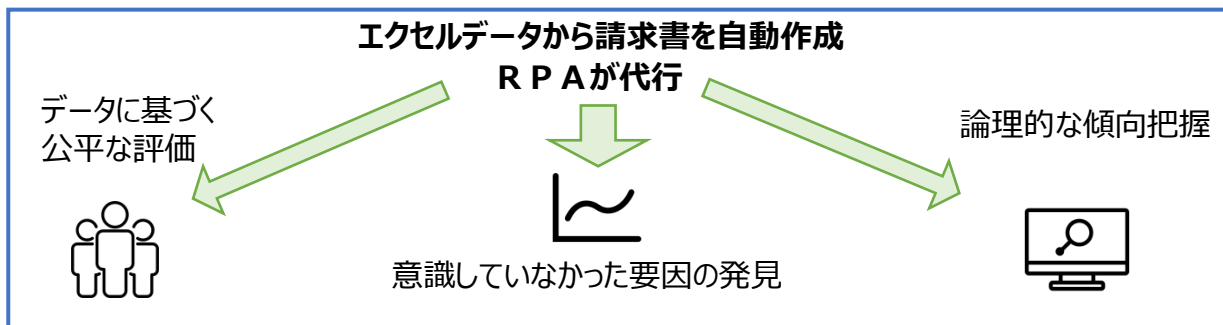 エクセルデータから請求書を自動作成
ＲＰＡが代行
データに基づく
公平な評価
論理的な傾向把握
意識していなかった要因の発見